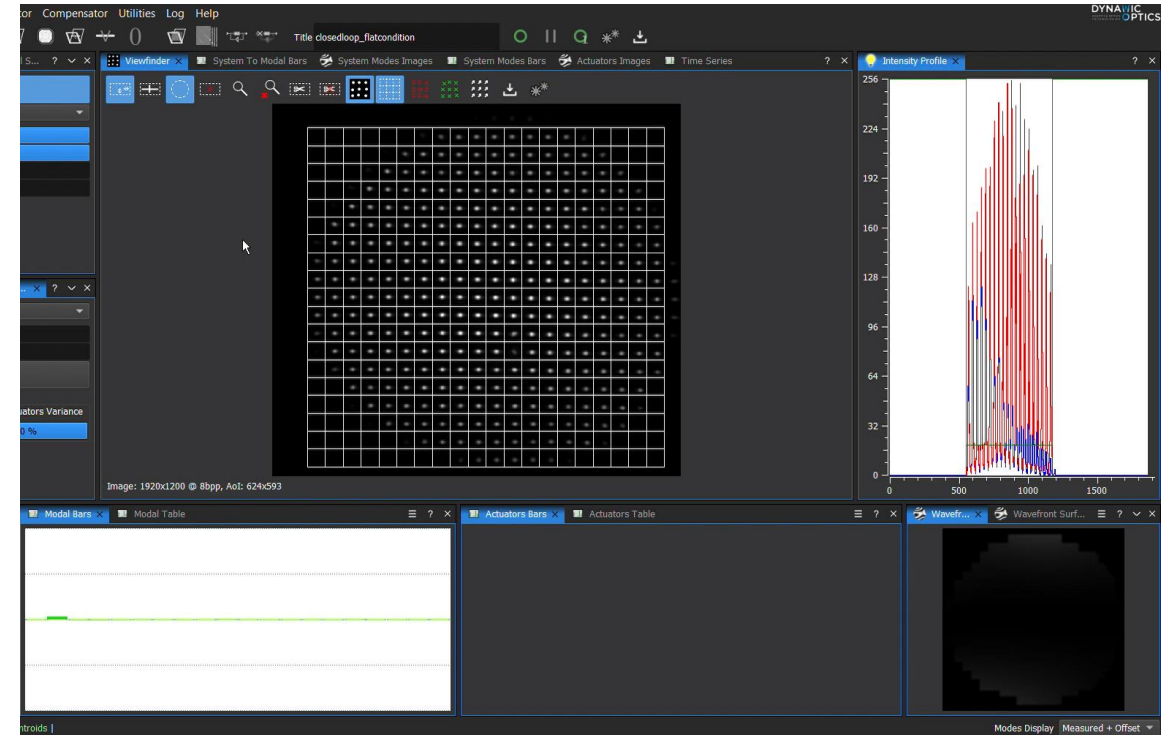 or Compensator Utilities Log Help
DYNAMIC
OPTICS
Title closedloop_flatcondition
l S... ?
Viewfinder System To Modal Bars System Modes Images System Modes Bars Actuators Images Time Series ?
Intensity Profile ?
256
224
192
160
128
96
64
32
0
0 500 1000 1500
... ?
uators Variance
0 %
Image: 1920x1200 @ 8bpp, AoI: 624x593
Modal Bars Modal Table ?
Actuators Bars Actuators Table ?
Wavefr... Wavefront Surf... ?
ntroids |
Modes Display Measured + Offset